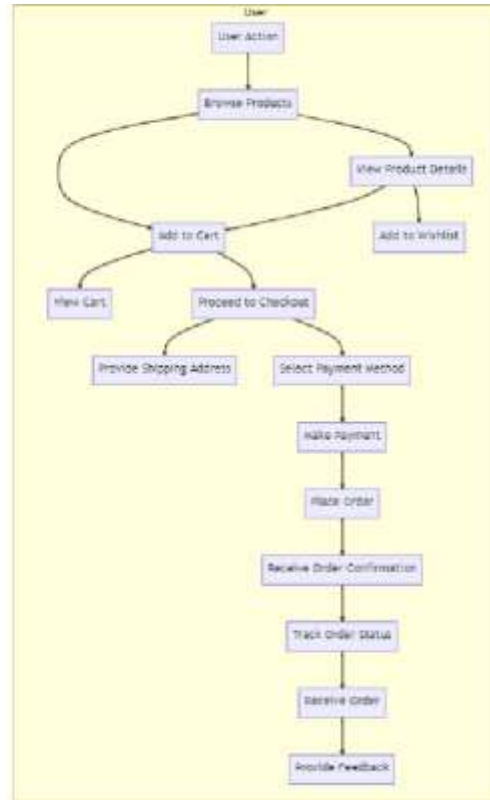 User
User Action
Browse Products
View Product Details
Add to Cart
Add to Wishlist
View Cart
Proceed to Checkout
Provide Shipping Address
Select Payment Method
Make Payment
Place Order
Receive Order Confirmation
Track Order Status
Receive Order
Provide Feedback